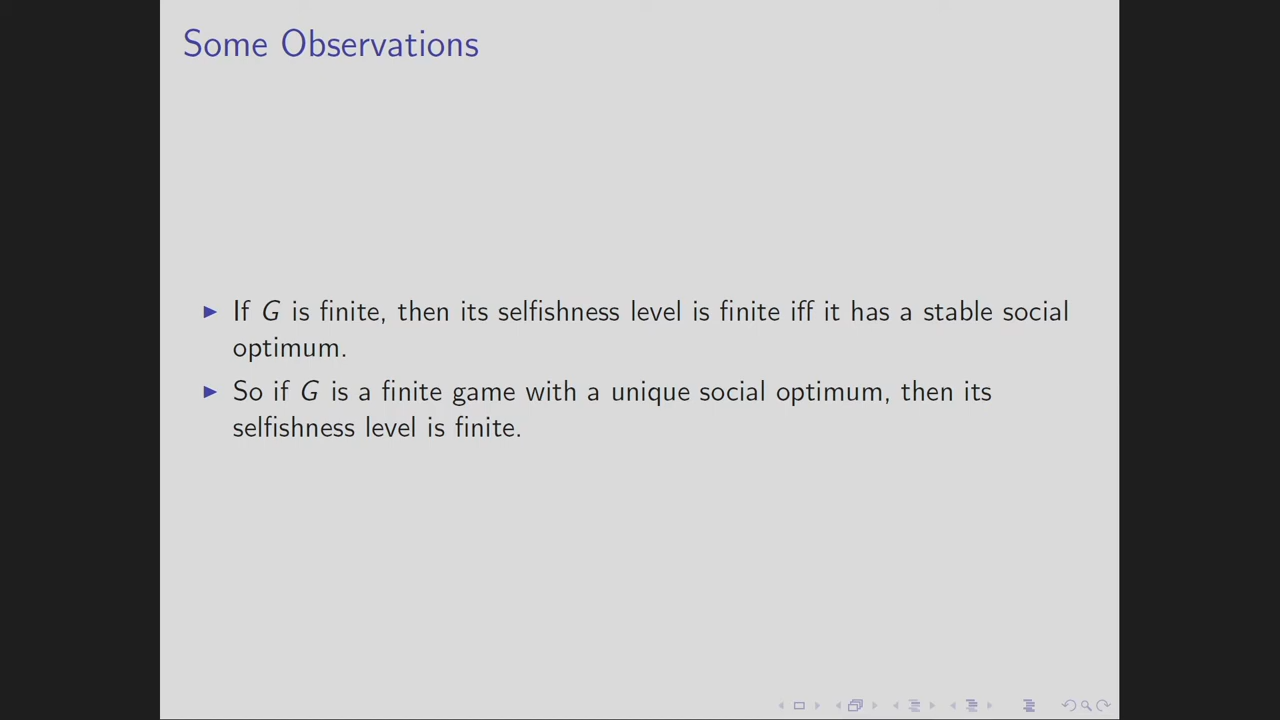 Some Observations
If G is finite, then its selfishness level is finite iff it has a stable social
optimum.
So if G is a finite game with a unique social optimum, then its
selfishness level is finite.